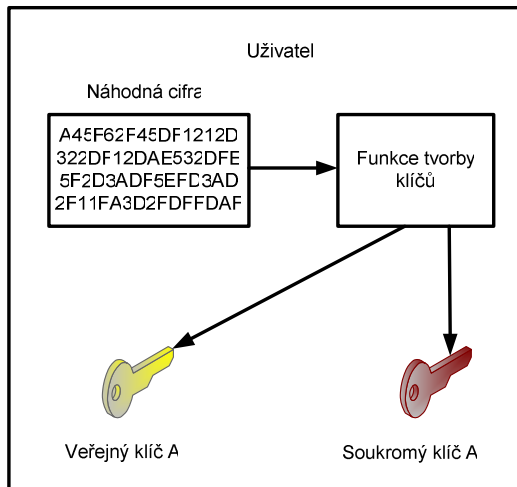 Uživatel
Náhodná cifra
A45F62F45DF1212D
322DF12DAE532DFE
5F2D3ADF5EFD3AD
2F11FA3D2FDFFDAF
Funkce tvorby
klíčů
Veřejný klíč A
Soukromý klíč A